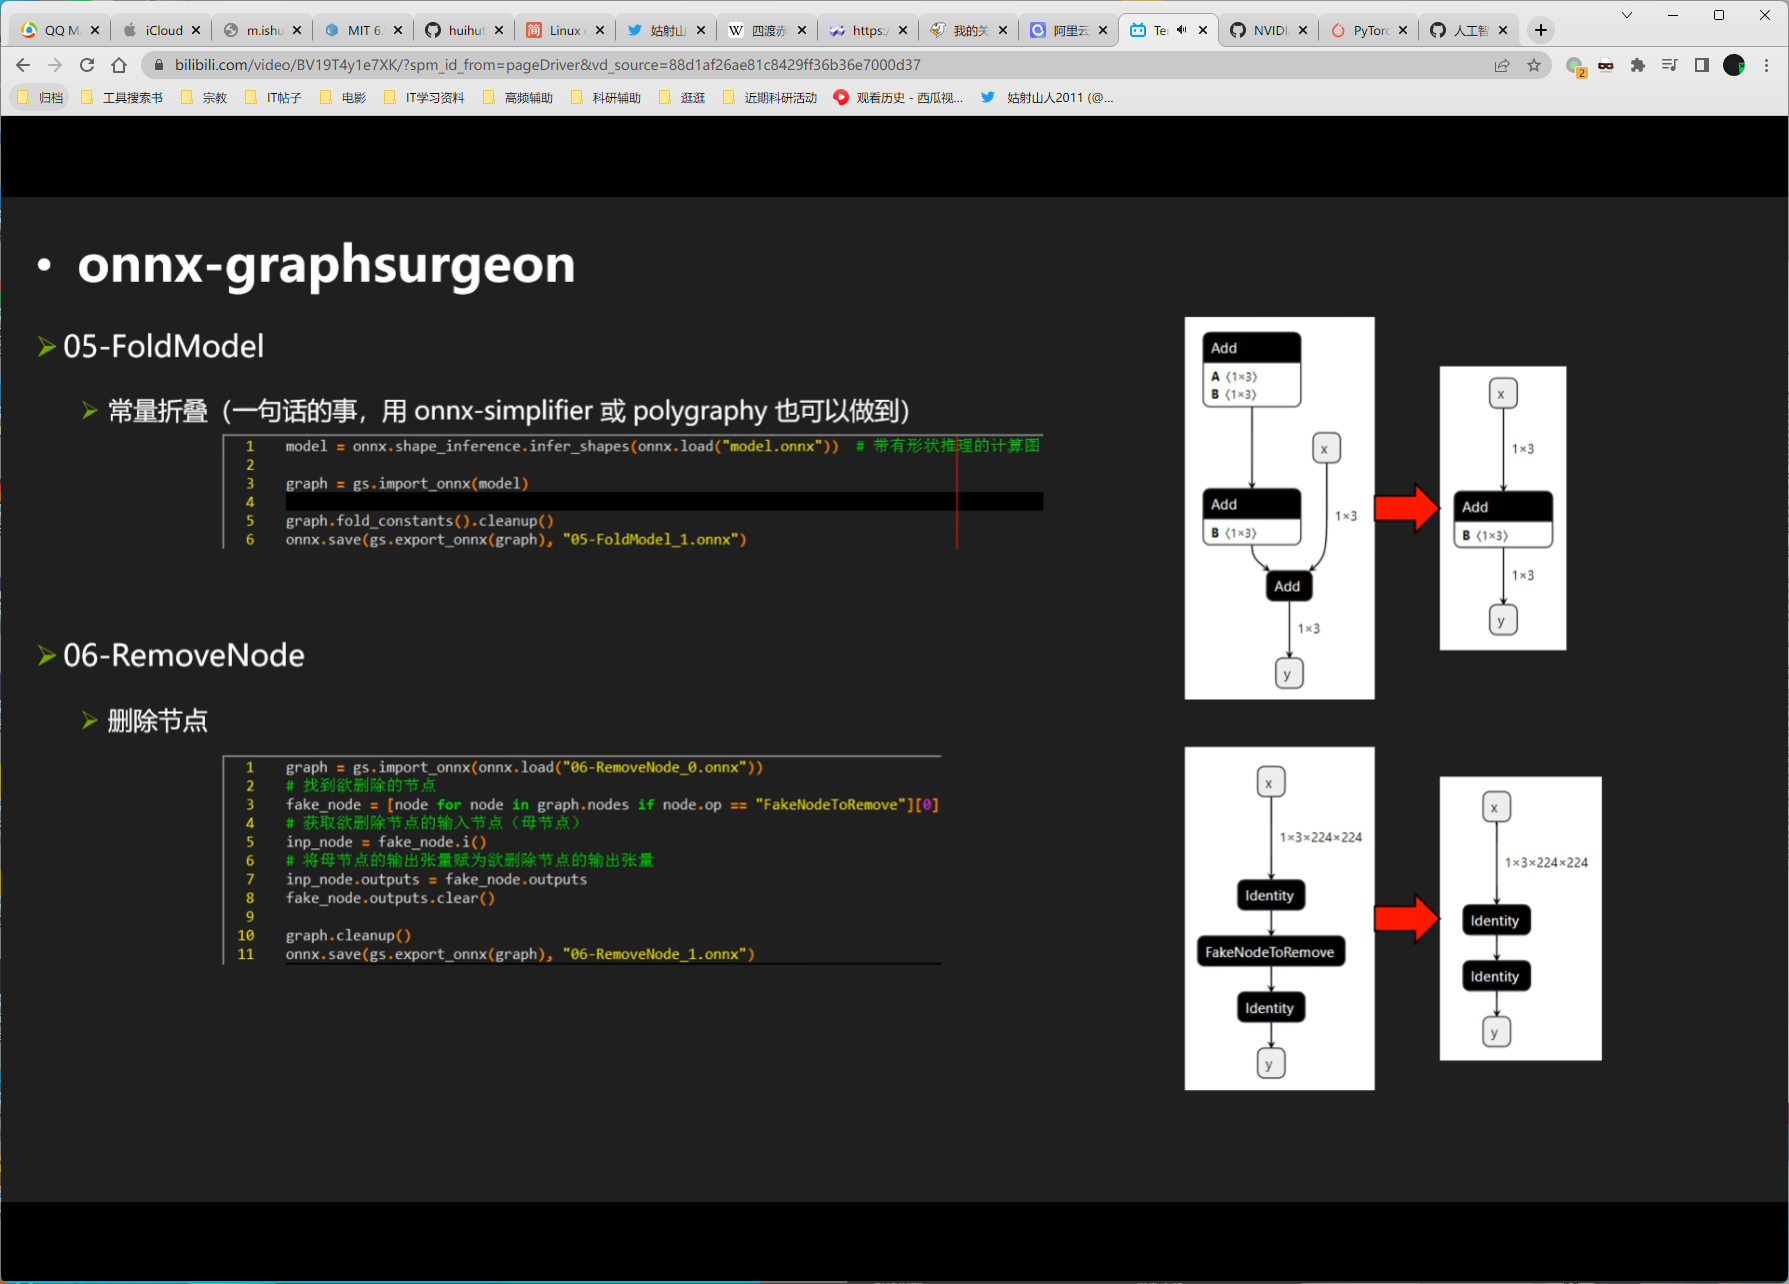 QQ M
iCloud
m.ishu
MIT 6.
huihut
Linux
姑射山
四渡赤
https:/
我的关
阿里云
Te
NVIDI
PyTorc
人工智
bilibili.com/video/BV19T4y1e7XK/?spm_id_from=pageDriver&vd_source=88d1af26ae81c8429ff36b36e7000d37
2
归档
工具搜索书
宗教
IT帖子
电影
IT学习资料
高频辅助
科研辅助
逛逛
近期科研活动
观看历史 - 西瓜视...
姑射山人2011 (@...
• onnx-graphsurgeon
05-FoldModel
常量折叠（一句话的事，用 onnx-simplifier 或 polygraphy 也可以做到）
1 model = onnx.shape_inference.infer_shapes(onnx.load("model.onnx")) # 带有形状推理的计算图
2
3 graph = gs.import_onnx(model)
4
5 graph.fold_constants().cleanup()
6 onnx.save(gs.export_onnx(graph), "05-FoldModel_1.onnx")
Add
A ⟨1×3⟩
B ⟨1×3⟩
x
Add
B ⟨1×3⟩
1×3
Add
1×3
y
x
1×3
Add
B ⟨1×3⟩
1×3
y
06-RemoveNode
删除节点
1 graph = gs.import_onnx(onnx.load("06-RemoveNode_0.onnx"))
2 # 找到欲删除的节点
3 fake_node = [node for node in graph.nodes if node.op == "FakeNodeToRemove"][0]
4 # 获取欲删除节点的输入节点（母节点）
5 inp_node = fake_node.i()
6 # 将母节点的输出张量赋为欲删除节点的输出张量
7 inp_node.outputs = fake_node.outputs
8 fake_node.outputs.clear()
9
10 graph.cleanup()
11 onnx.save(gs.export_onnx(graph), "06-RemoveNode_1.onnx")
x
1×3×224×224
Identity
FakeNodeToRemove
Identity
y
x
1×3×224×224
Identity
Identity
y